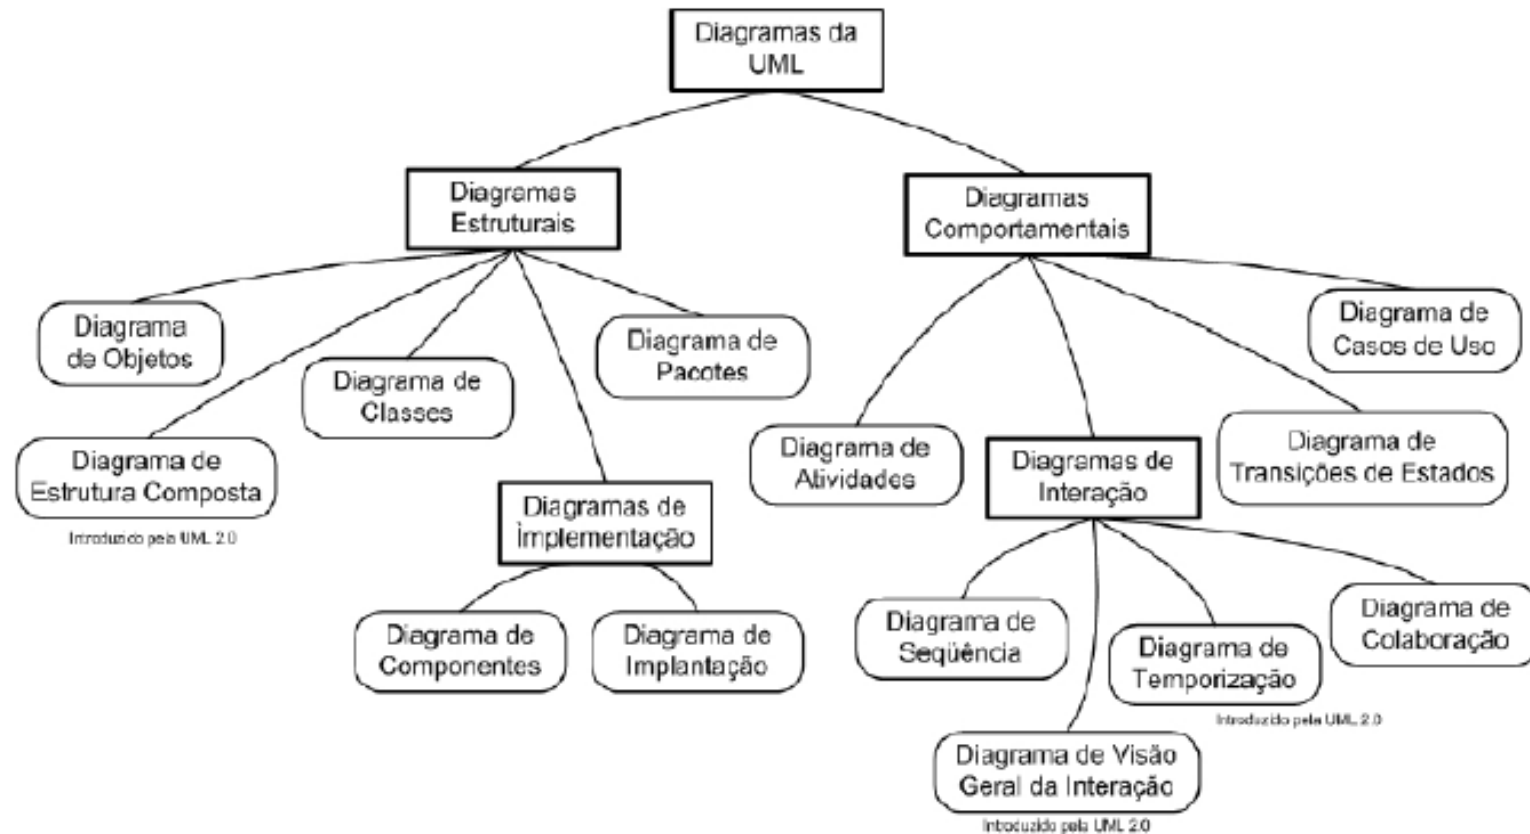 Diagramas da
UML
Diagramas
Estruturais
Diagramas
Comportamentais
Diagrama
de Objetos
Diagrama de
Pacotes
Diagrama de
Casos de Uso
Diagrama de
Classes
Diagrama de
Estrutura Composta
Introduzido pela UML 2.0
Diagrama de
Atividades
Diagramas de
Interação
Diagrama de
Transições de Estados
Diagramas de
Implementação
Diagrama de
Componentes
Diagrama de
Implantação
Diagrama de
Seqüência
Diagrama de
Temporização
Introduzido pela UML 2.0
Diagrama de
Colaboração
Diagrama de Visão
Geral da Interação
Introduzido pela UML 2.0